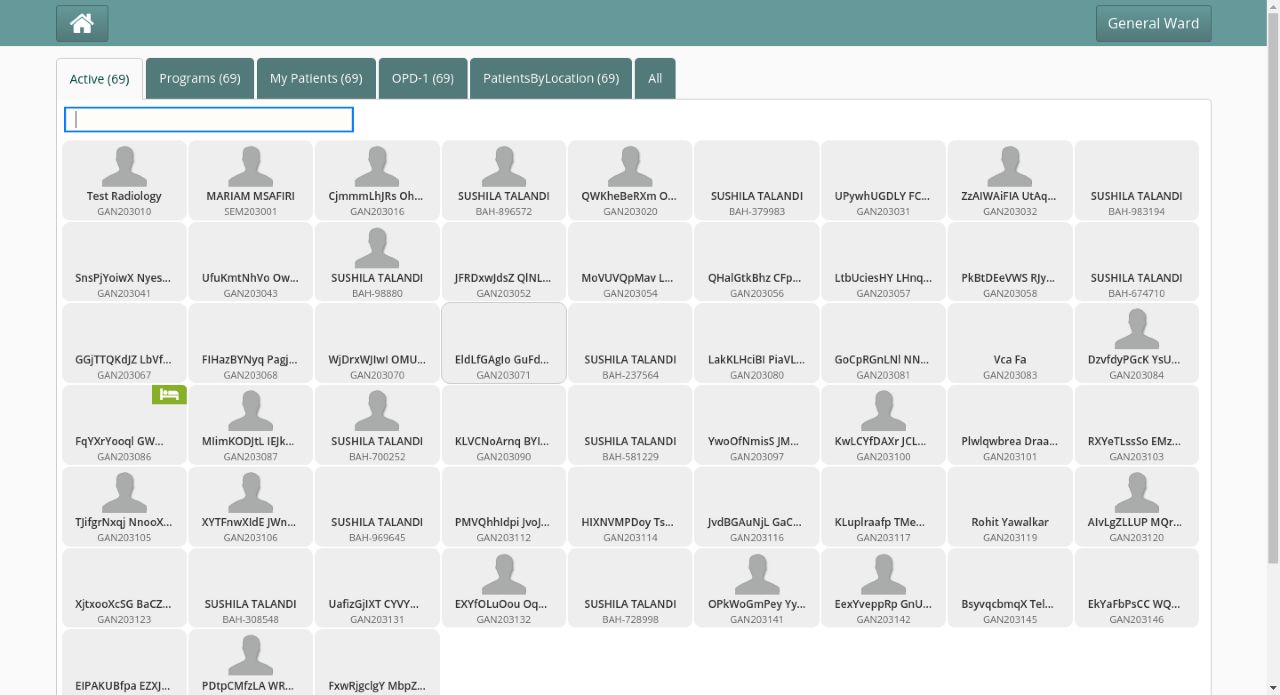 General Ward
Active (69)
Programs (69)
My Patients (69)
OPD-1 (69)
PatientsByLocation (69)
All
Test Radiology
GAN203010
MARIAM MSAFIRI
SEM203001
CjmmmLhJRs Oh...
GAN203016
SUSHILA TALANDI
BAH-896572
QWKheBeRXm O...
GAN203020
SUSHILA TALANDI
BAH-379983
UPywhUGDLY FC...
GAN203031
ZzAIWAiFIA UtAq...
GAN203032
SUSHILA TALANDI
BAH-983194
SnsPjYoiwX Nyes...
GAN203041
UfuKmtNhVo Ow...
GAN203043
SUSHILA TALANDI
BAH-98880
JFRDxwJdsZ QlNL...
GAN203052
MoVUVQpMav L...
GAN203054
QHalGtkBhz CFp...
GAN203056
LtbUciesHY LHnq...
GAN203057
PkBtDEeVWS RJy...
GAN203058
SUSHILA TALANDI
BAH-674710
GGjTTQKdJZ LbVf...
GAN203067
FIHazBYNyq Pagj...
GAN203068
WjDrxWJIwI OMU...
GAN203070
EldLfGAgIo GuFd...
GAN203071
SUSHILA TALANDI
BAH-237564
LakKLHciBI PiaVL...
GAN203080
GoCpRGnLNl NN...
GAN203081
Vca Fa
GAN203083
DzvfdyPGcK YsU...
GAN203084
FqYXrYooql GW...
GAN203086
MIimKODJtL IEJk...
GAN203087
SUSHILA TALANDI
BAH-700252
KLVCNoArnq BYI...
GAN203090
SUSHILA TALANDI
BAH-581229
YwoOfNmisS JM...
GAN203097
KwLCYfDAXr JCL...
GAN203100
Plwlqwbrea Draa...
GAN203101
RXYeTLssSo EMz...
GAN203103
TJifgrNxqj NnooX...
GAN203105
XYTFnwXIdE JWn...
GAN203106
SUSHILA TALANDI
BAH-969645
PMVQhhIdpi JvoJ...
GAN203112
HIXNVMPDoy Ts...
GAN203114
JvdBGAuNjL GaC...
GAN203116
KLuplraafp TMe...
GAN203117
Rohit Yawalkar
GAN203119
AIvLgZLLUP MQr...
GAN203120
XjtxooXcSG BaCZ...
GAN203123
SUSHILA TALANDI
BAH-308548
UafizGjIXT CYVY...
GAN203131
EXYfOLuOou Oq...
GAN203132
SUSHILA TALANDI
BAH-728998
OPkWoGmPey Yy...
GAN203141
EexYveppRp GnU...
GAN203142
BsyvqcbmqX Tel...
GAN203145
EkYaFbPsCC WQ...
GAN203146
EIPAKUBfpa EZXJ...
PDtpCMfzLA WR...
FxwRjgclgY MbpZ...